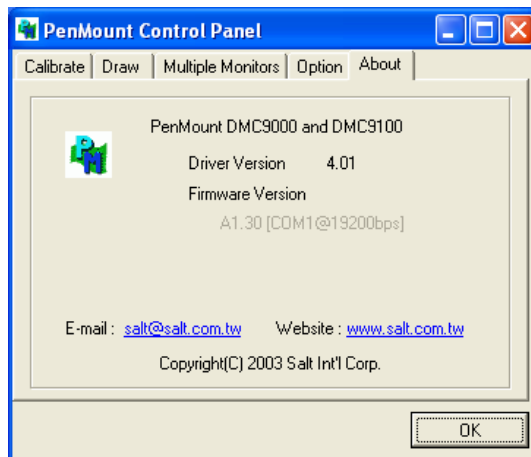 PenMount Control Panel
Calibrate Draw Multiple Monitors Option About
PM
PenMount DMC9000 and DMC9100
Driver Version 4.01
Firmware Version
A1.30 [COM1@19200bps]
E-mail : salt@salt.com.tw Website : www.salt.com.tw
Copyright(C) 2003 Salt Int'l Corp.
OK